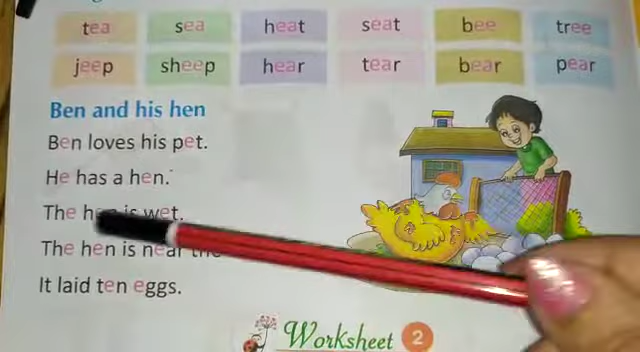 tea sea heat seat bee tree
jeep sheep hear tear bear pear
Ben and his hen
Ben loves his pet.
He has a hen.
The is wet.
The hen is near
It laid ten eggs.
Worksheet 2